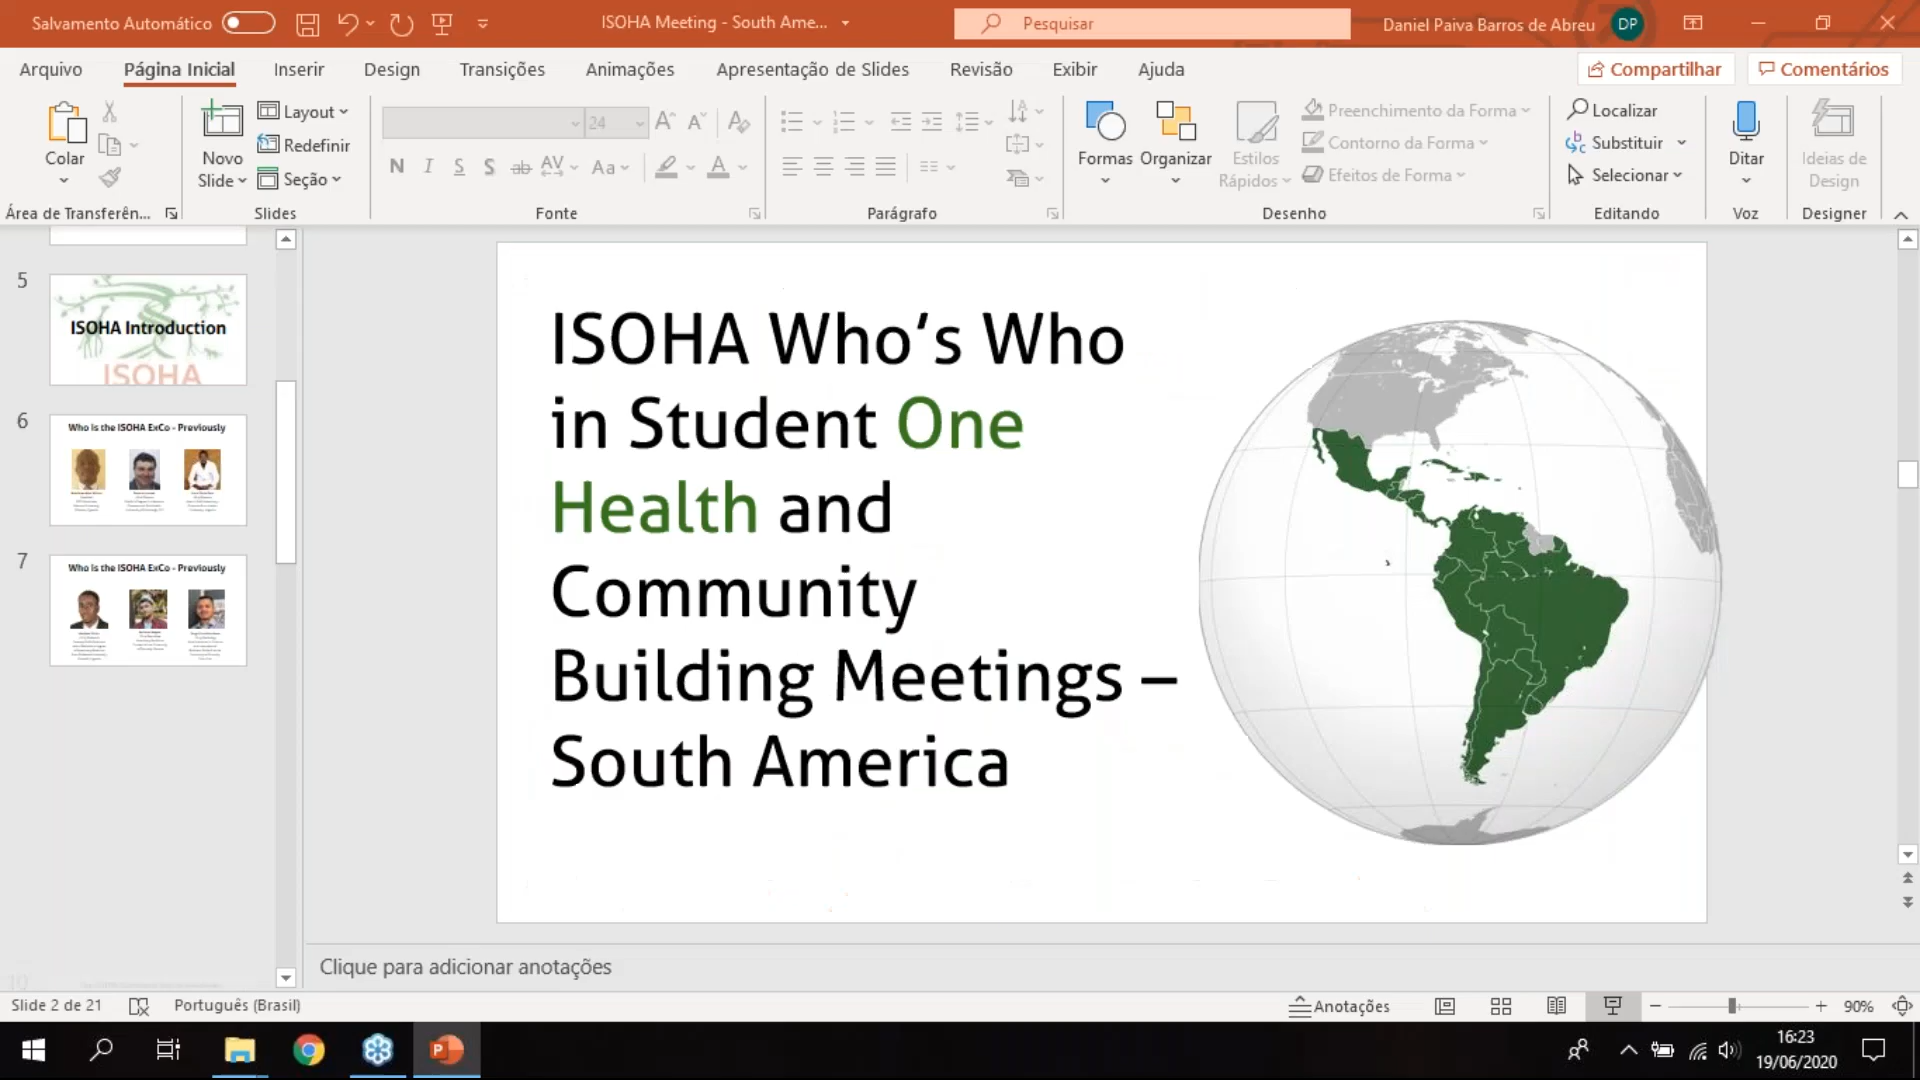 Salvamento Automático
ISOHA Meeting - South Ame...
Pesquisar
Daniel Paiva Barros de Abreu
DP
Arquivo
Página Inicial
Inserir
Design
Transições
Animações
Apresentação de Slides
Revisão
Exibir
Ajuda
Compartilhar
Comentários
Colar
Novo
Slide
Layout
Redefinir
Seção
24
N I S S ab AV Aa A
Formas
Organizar
Estilos
Rápidos
Preenchimento da Forma
Contorno da Forma
Efeitos de Forma
Localizar
Substituir
Selecionar
Ditar
Ideias de
Design
Área de Transferên...
Slides
Fonte
Parágrafo
Desenho
Editando
Voz
Designer
5
ISOHA Introduction
ISOHA
6
Who is the ISOHA ExCo - Previously
7
Who is the ISOHA ExCo - Previously
ISOHA Who’s Who
in Student One
Health and
Community
Building Meetings –
South America
Clique para adicionar anotações
Slide 2 de 21
Português (Brasil)
Anotações
90%
16:23
19/06/2020